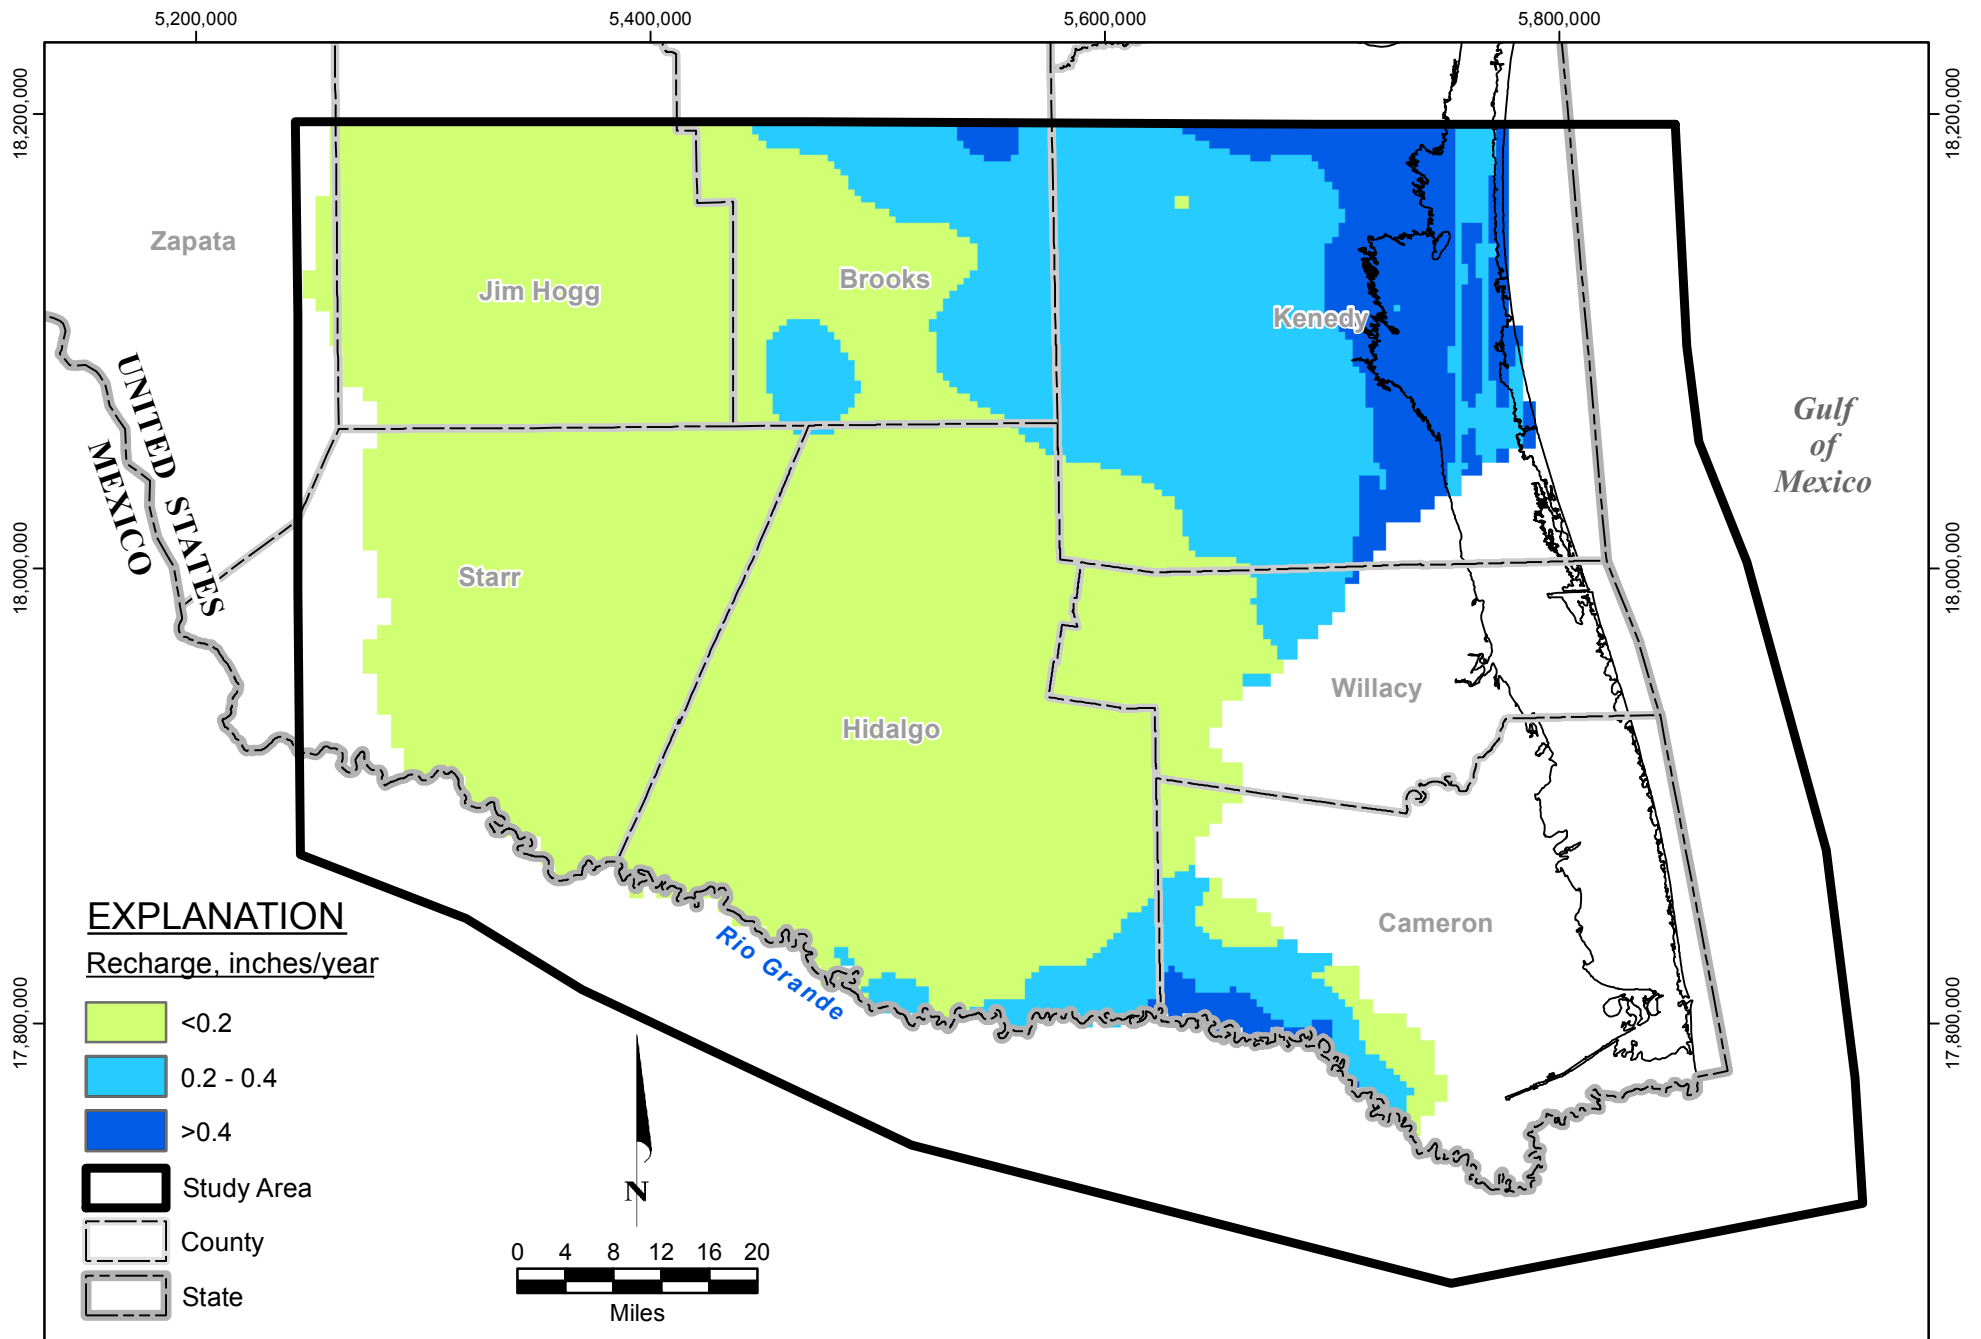 5,200,000
5,400,000
5,600,000
5,800,000
18,200,000
18,200,000
Zapata
Jim Hogg
Brooks
Kenedy
UNITED STATES
MEXICO
Gulf
of
Mexico
18,000,000
18,000,000
Starr
Hidalgo
Willacy
Cameron
Rio Grande
17,800,000
17,800,000
EXPLANATION
Recharge, inches/year
<0.2
0.2 - 0.4
>0.4
Study Area
County
State
N
0 4 8 12 16 20
Miles